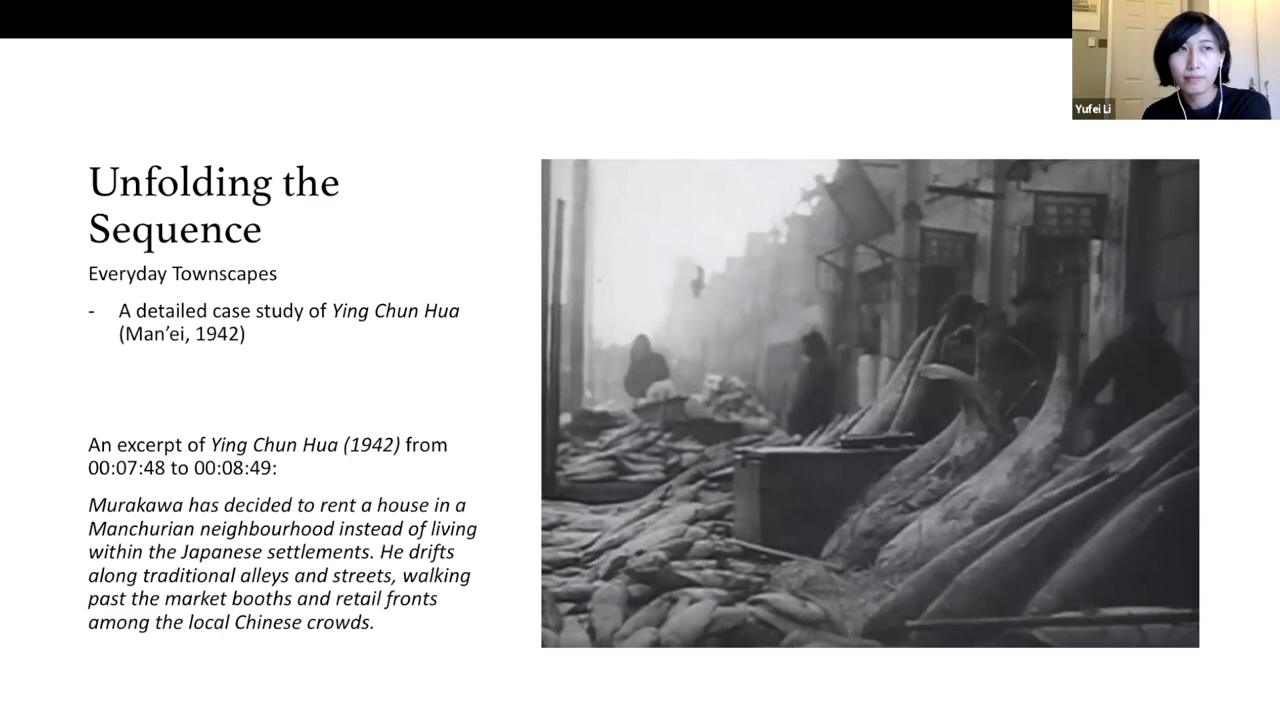 Yufei Li
Unfolding the
Sequence
Everyday Townscapes
- A detailed case study of Ying Chun Hua
(Man'ei, 1942)
An excerpt of Ying Chun Hua (1942) from
00:07:48 to 00:08:49:
Murakawa has decided to rent a house in a
Manchurian neighbourhood instead of living
within the Japanese settlements. He drifts
along traditional alleys and streets, walking
past the market booths and retail fronts
among the local Chinese crowds.